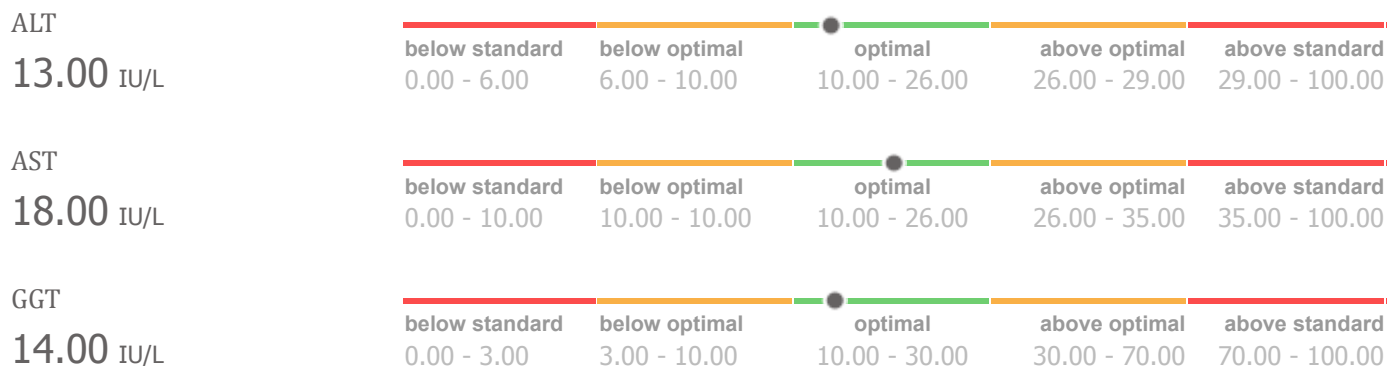 ALT
13.00 IU/L
below standard below optimal optimal above optimal above standard
0.00 - 6.00 6.00 - 10.00 10.00 - 26.00 26.00 - 29.00 29.00 - 100.00
AST
18.00 IU/L
below standard below optimal optimal above optimal above standard
0.00 - 10.00 10.00 - 10.00 10.00 - 26.00 26.00 - 35.00 35.00 - 100.00
GGT
14.00 IU/L
below standard below optimal optimal above optimal above standard
0.00 - 3.00 3.00 - 10.00 10.00 - 30.00 30.00 - 70.00 70.00 - 100.00